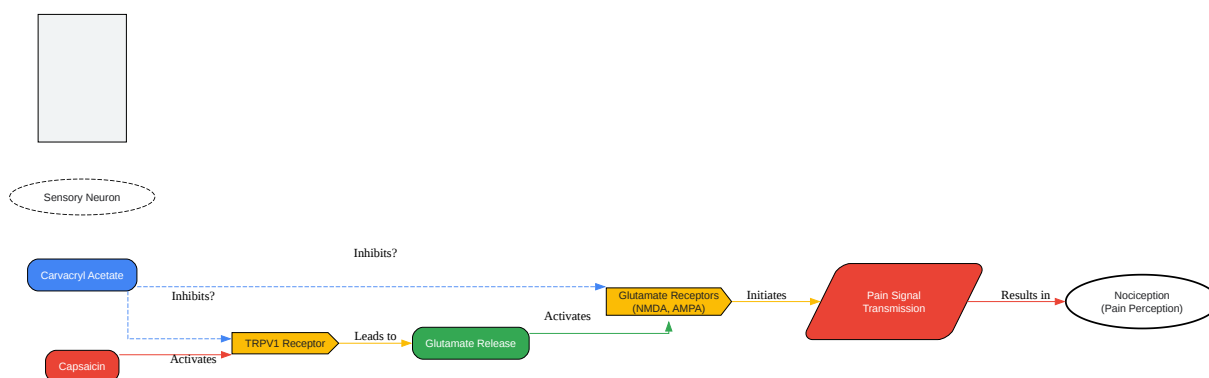 Sensory Neuron
Inhibits?
Carvacryl Acetate
Inhibits?
Glutamate Receptors
(NMDA, AMPA)
Initiates
Pain Signal
Transmission
Results in
Nociception
(Pain Perception)
Activates
TRPV1 Receptor
Leads to
Glutamate Release
Activates
Capsaicin